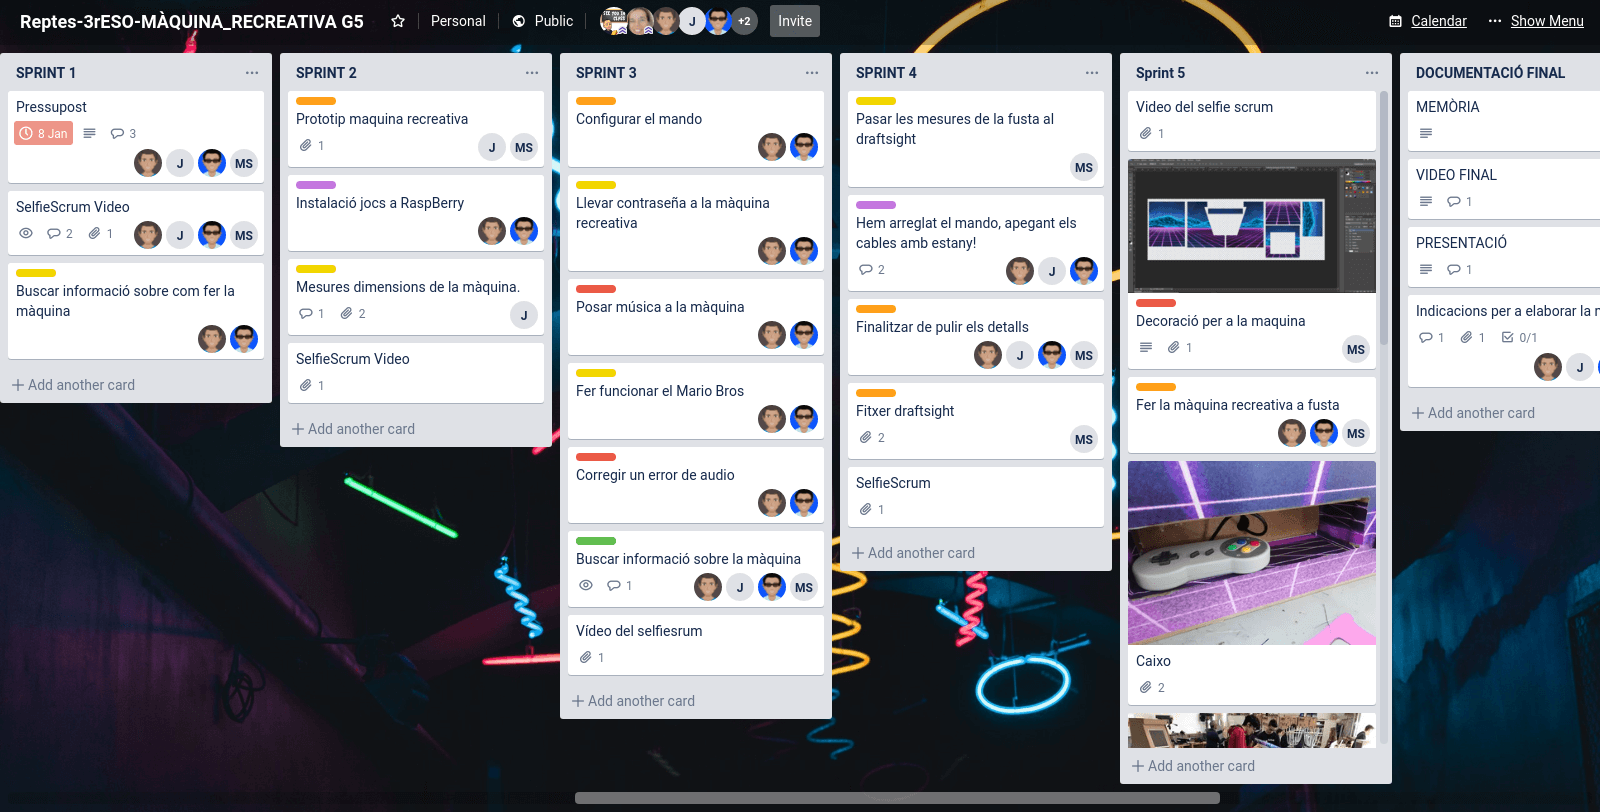 Reptes-3rESO-MÀQUINA_RECREATIVA G5
Personal
Public
J
+2
Invite
Calendar
Show Menu
SPRINT 1
Pressupost
8 Jan
3
J
MS
SelfieScrum Video
2
1
J
MS
Buscar informació sobre com fer la
màquina
Add another card
SPRINT 2
Prototip maquina recreativa
1
J
MS
Instalació jocs a RaspBerry
Mesures dimensions de la màquina.
1
2
J
SelfieScrum Video
1
Add another card
SPRINT 3
Configurar el mando
Llevar contraseña a la màquina
recreativa
Posar música a la màquina
Fer funcionar el Mario Bros
Corregir un error de audio
Buscar informació sobre la màquina
1
J
MS
Vídeo del selfiesrum
1
Add another card
SPRINT 4
Pasar les mesures de la fusta al
draftsight
MS
Hem arreglat el mando, apegant els
cables amb estany!
2
J
Finalitzar de pulir els detalls
J
MS
Fitxer draftsight
2
MS
SelfieScrum
1
Add another card
Sprint 5
Video del selfie scrum
1
Decoració per a la maquina
1
MS
Fer la màquina recreativa a fusta
MS
Caixo
2
Add another card
DOCUMENTACIÓ FINAL
MEMÒRIA
VIDEO FINAL
1
PRESENTACIÓ
1
Indicacions per a elaborar la
1
1
0/1
J
Add another card